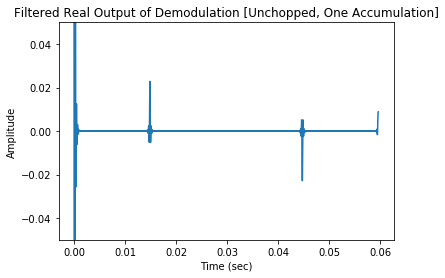 Filtered Real Output of Demodulation [Unchopped, One Accumulation]
0.04
0.02
0.00
−0.02
−0.04
Amplitude
0.00 0.01 0.02 0.03 0.04 0.05 0.06
Time (sec)